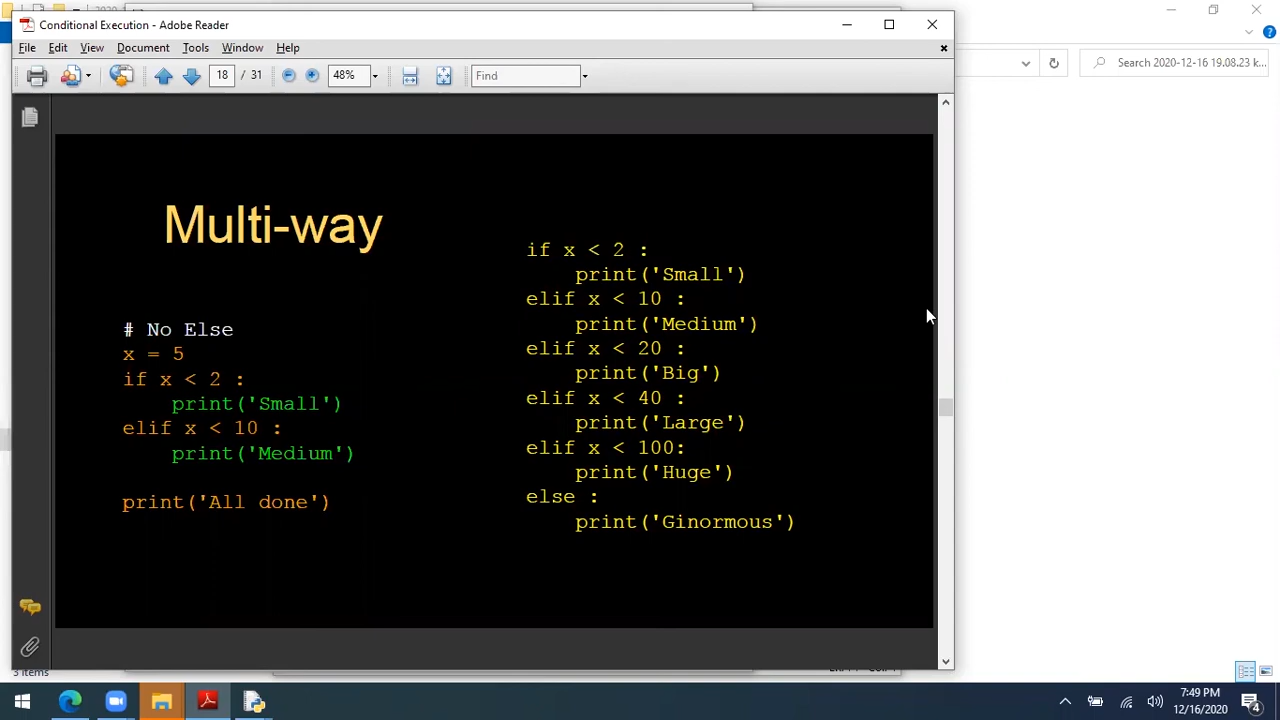 Conditional Execution - Adobe Reader
File Edit View Document Tools Window Help
18 / 31 48% Find
Search 2020-12-16 19.08.23 k...
Multi-way
# No Else
x = 5
if x < 2 :
    print('Small')
elif x < 10 :
    print('Medium')

print('All done')
if x < 2 :
    print('Small')
elif x < 10 :
    print('Medium')
elif x < 20 :
    print('Big')
elif x < 40 :
    print('Large')
elif x < 100:
    print('Huge')
else :
    print('Ginormous')
3 items
7:49 PM
12/16/2020
4